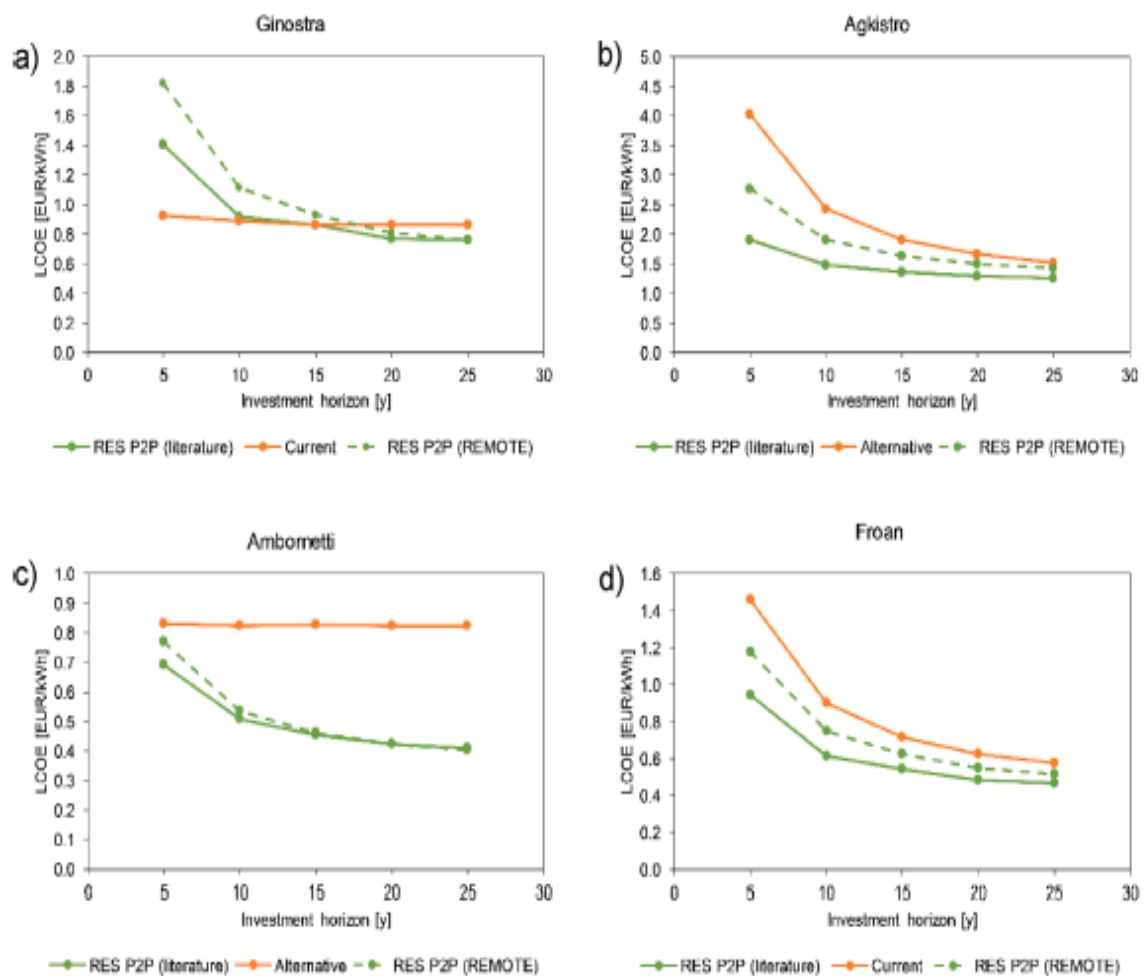 Ginostra
a)
2.0
1.8
1.6
1.4
1.2
1.0
0.8
0.6
0.4
0.2
0.0
LCOE [EUR/kWh]
0 5 10 15 20 25 30
Investment horizon [y]
RES P2P (literature) Current RES P2P (REMOTE)
Agkistro
b)
5.0
4.5
4.0
3.5
3.0
2.5
2.0
1.5
1.0
0.5
0.0
LCOE [EUR/kWh]
0 5 10 15 20 25 30
Investment horizon [y]
RES P2P (literature) Alternative RES P2P (REMOTE)
Ambornetti
c)
1.0
0.9
0.8
0.7
0.6
0.5
0.4
0.3
0.2
0.1
0.0
LCOE [EUR/kWh]
0 5 10 15 20 25 30
Investment horizon [y]
RES P2P (literature) Alternative RES P2P (REMOTE)
Froan
d)
1.6
1.4
1.2
1.0
0.8
0.6
0.4
0.2
0.0
LCOE [EUR/kWh]
0 5 10 15 20 25 30
Investment horizon [y]
RES P2P (literature) Current RES P2P (REMOTE)